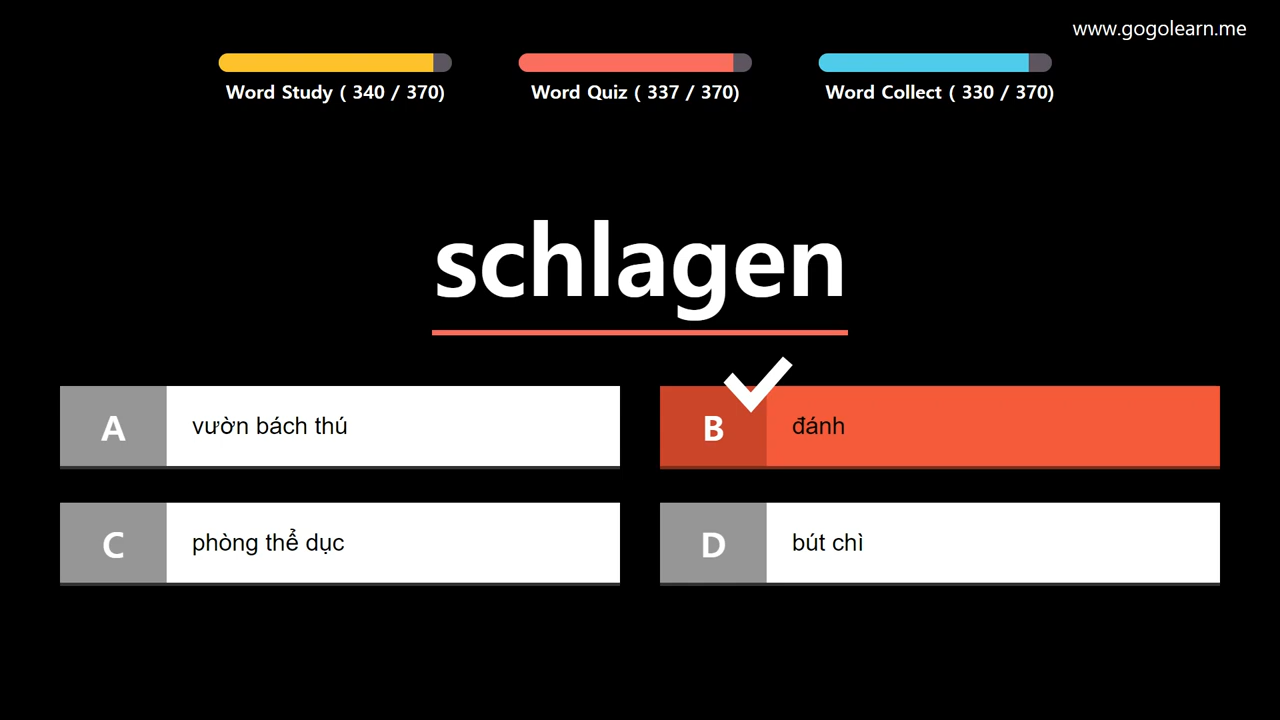 www.gogolearn.me
Word Study ( 340 / 370)
Word Quiz ( 337 / 370)
Word Collect ( 330 / 370)
schlagen
A vườn bách thú
B đánh
C phòng thể dục
D bút chì